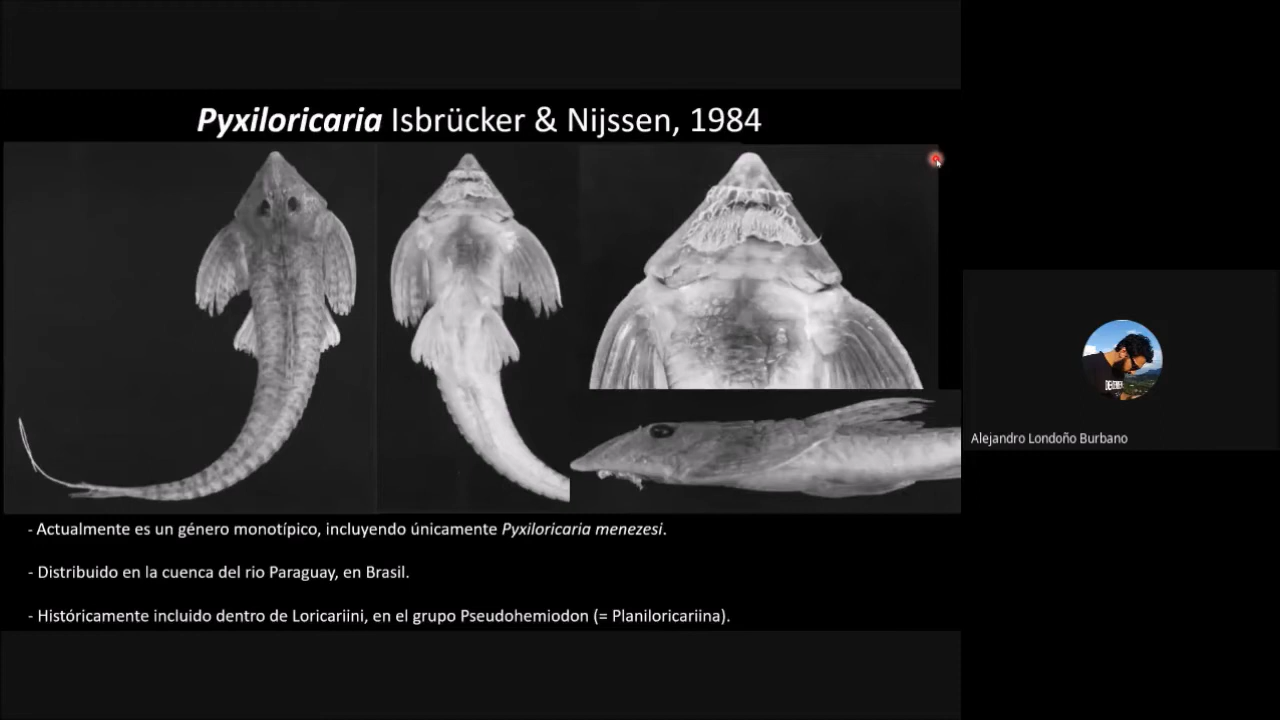 Pyxiloricaria Isbrücker & Nijssen, 1984
- Actualmente es un género monotípico, incluyendo únicamente Pyxiloricaria menezesi.
- Distribuido en la cuenca del rio Paraguay, en Brasil.
- Históricamente incluido dentro de Loricariini, en el grupo Pseudohemiodon (= Planiloricariina).
Alejandro Londoño Burbano